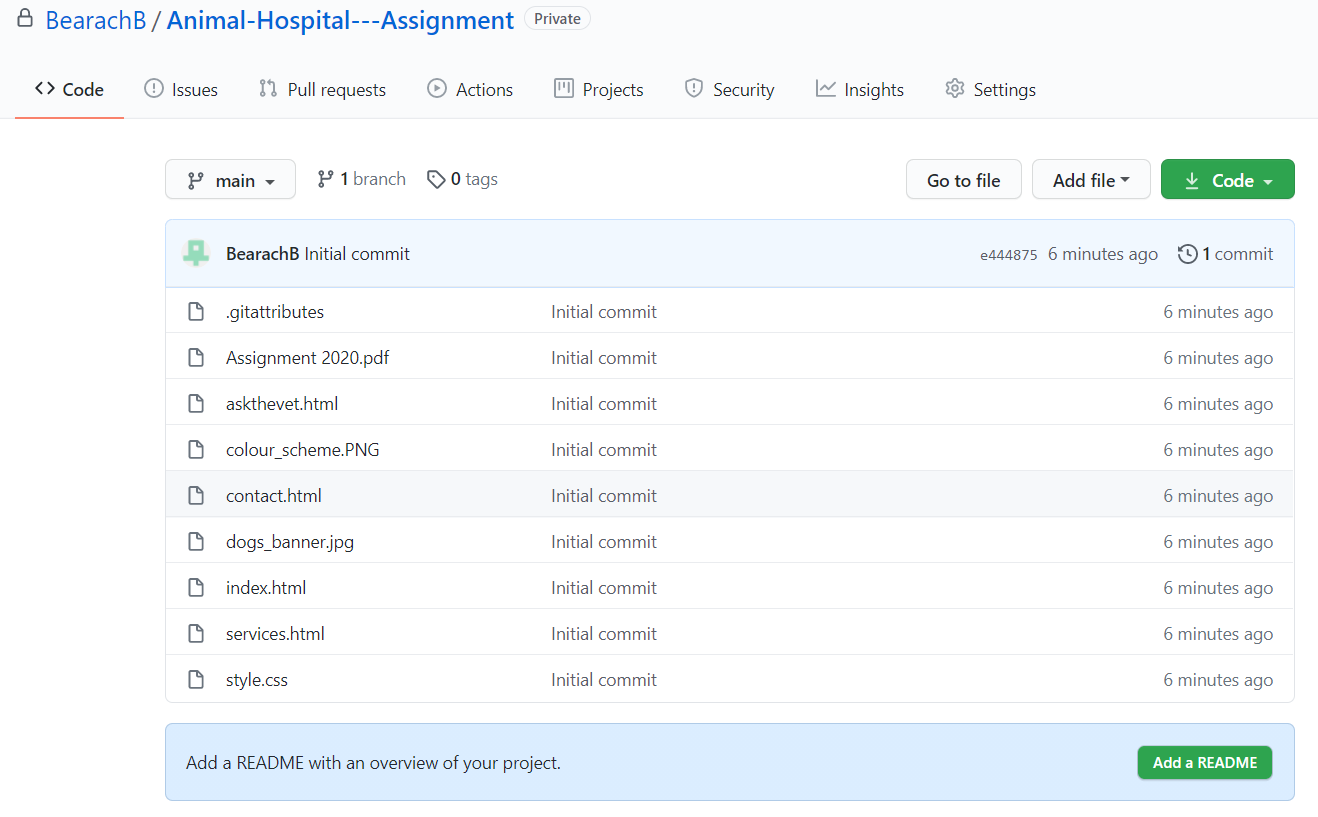 BearachB / Animal-Hospital---Assignment Private
Code Issues Pull requests Actions Projects Security Insights Settings
main 1 branch 0 tags Go to file Add file Code
BearachB Initial commit e444875 6 minutes ago 1 commit
.gitattributes Initial commit 6 minutes ago
Assignment 2020.pdf Initial commit 6 minutes ago
askthevet.html Initial commit 6 minutes ago
colour_scheme.PNG Initial commit 6 minutes ago
contact.html Initial commit 6 minutes ago
dogs_banner.jpg Initial commit 6 minutes ago
index.html Initial commit 6 minutes ago
services.html Initial commit 6 minutes ago
style.css Initial commit 6 minutes ago
Add a README with an overview of your project. Add a README